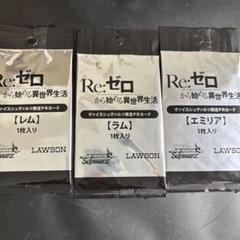 Re:ゼロ
から始める異世界生活
ヴァイスシュヴァルツ限定PRカード
【レム】
1枚入り
Schwarz
LAWSON
Re:ゼロ
から始める異世界生活
ヴァイスシュヴァルツ限定PRカード
【ラム】
1枚入り
Schwarz
LAWSON
Re:ゼロ
から始める異世界生活
ヴァイスシュヴァルツ限定PRカード
【エミリア】
1枚入り
Schwarz
LAWSON